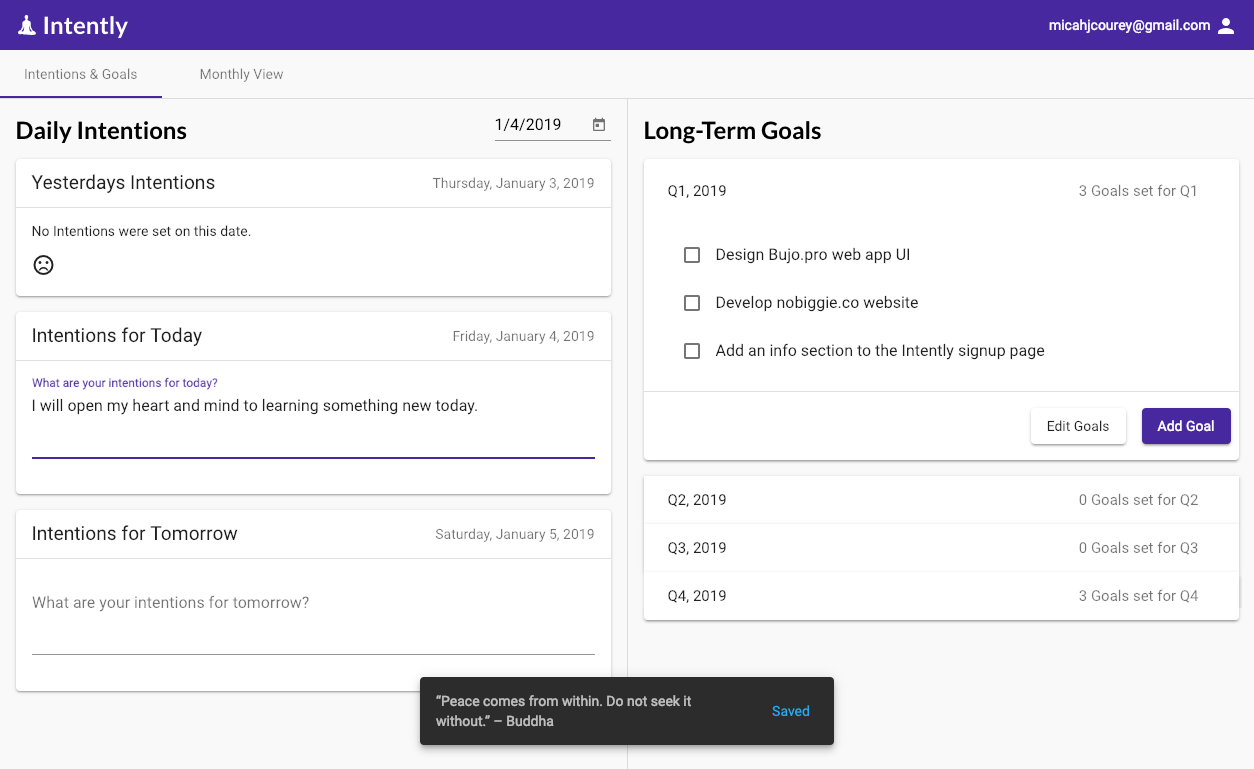 Intently
micahjcourey@gmail.com
Intentions & Goals
Monthly View
Daily Intentions
1/4/2019
Yesterdays Intentions
Thursday, January 3, 2019
No Intentions were set on this date.
Intentions for Today
Friday, January 4, 2019
What are your intentions for today?
I will open my heart and mind to learning something new today.
Intentions for Tomorrow
Saturday, January 5, 2019
What are your intentions for tomorrow?
Long-Term Goals
Q1, 2019
3 Goals set for Q1
Design Bujo.pro web app UI
Develop nobiggie.co website
Add an info section to the Intently signup page
Edit Goals
Add Goal
Q2, 2019
0 Goals set for Q2
Q3, 2019
0 Goals set for Q3
Q4, 2019
3 Goals set for Q4
“Peace comes from within. Do not seek it
without.” – Buddha
Saved